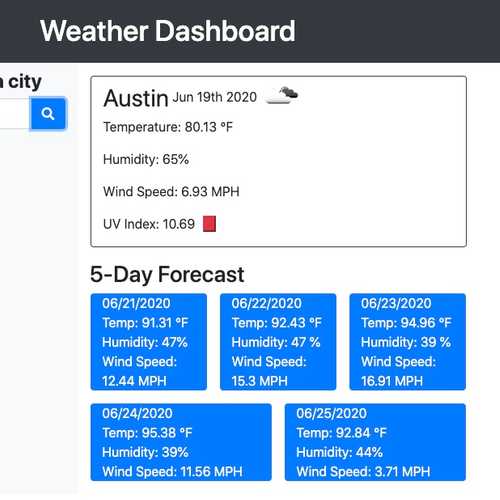 Weather Dashboard
city
Austin Jun 19th 2020
Temperature: 80.13 °F
Humidity: 65%
Wind Speed: 6.93 MPH
UV Index: 10.69
5-Day Forecast
06/21/2020
Temp: 91.31 °F
Humidity: 47%
Wind Speed:
12.44 MPH
06/22/2020
Temp: 92.43 °F
Humidity: 47 %
Wind Speed:
15.3 MPH
06/23/2020
Temp: 94.96 °F
Humidity: 39 %
Wind Speed:
16.91 MPH
06/24/2020
Temp: 95.38 °F
Humidity: 39%
Wind Speed: 11.56 MPH
06/25/2020
Temp: 92.84 °F
Humidity: 44%
Wind Speed: 3.71 MPH